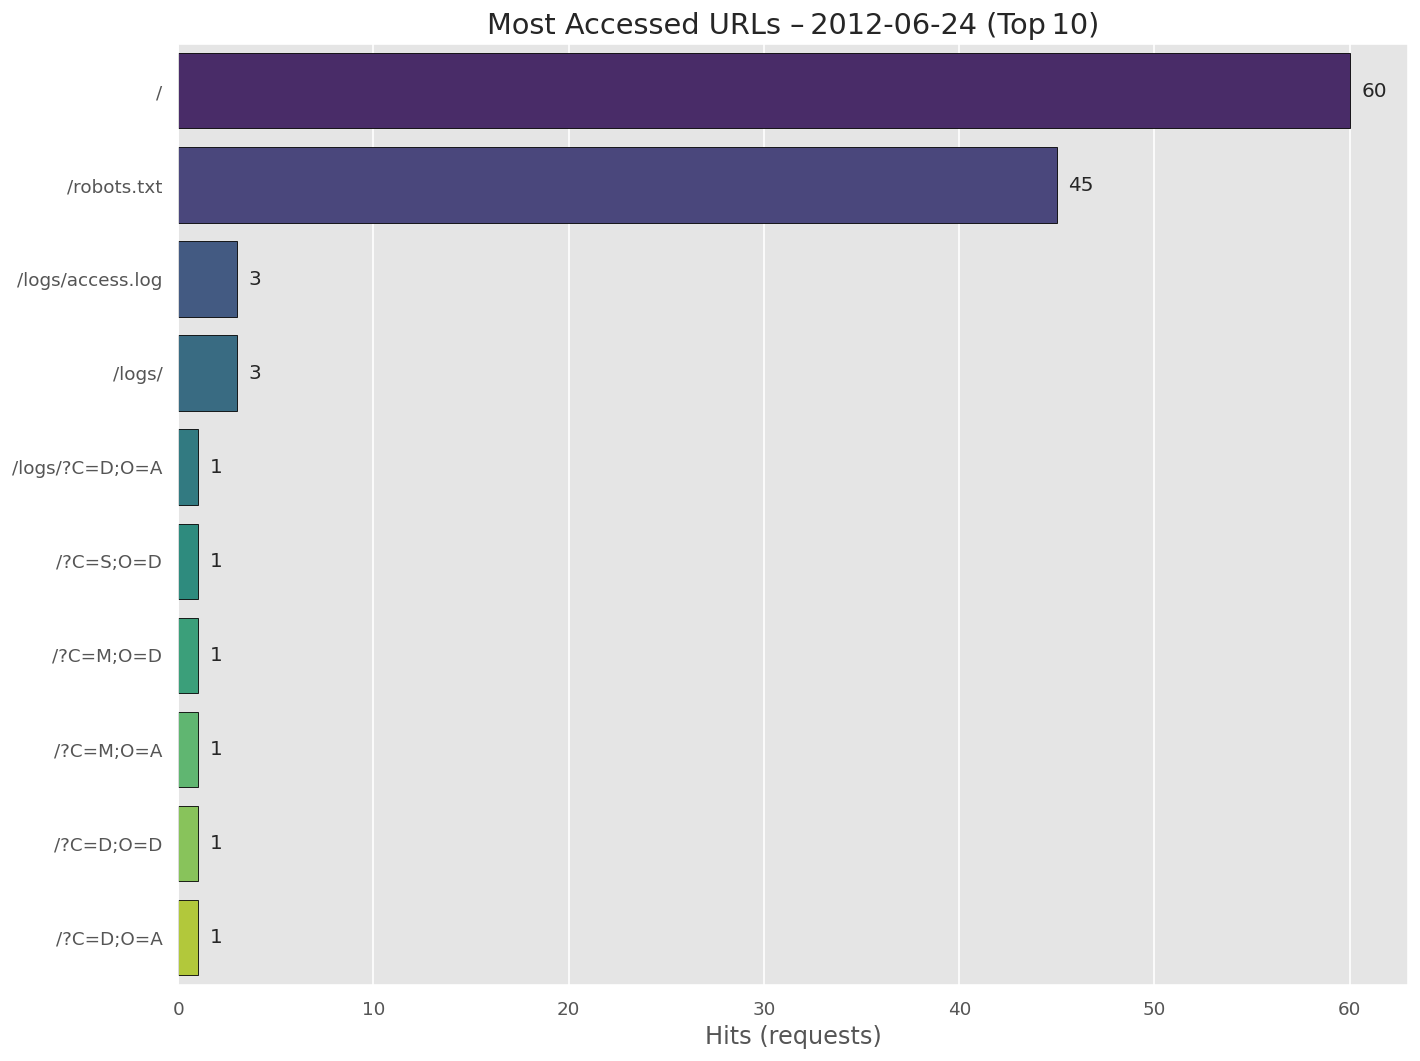 Most Accessed URLs – 2012-06-24 (Top 10)
/ 60
/robots.txt 45
/logs/access.log 3
/logs/ 3
/logs/?C=D;O=A 1
/?C=S;O=D 1
/?C=M;O=D 1
/?C=M;O=A 1
/?C=D;O=D 1
/?C=D;O=A 1
0 10 20 30 40 50 60
Hits (requests)